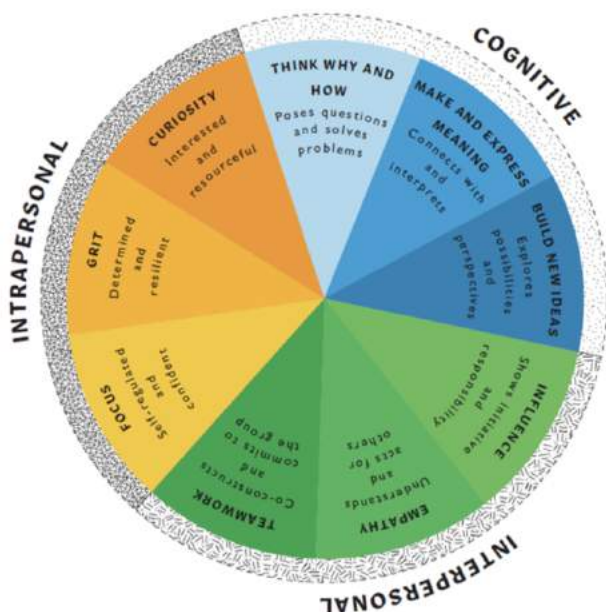 COGNITIVE
THINK WHY AND
HOW
Poses questions
and solves
problems
MAKE AND EXPRESS
MEANING
Connects with
and
interprets
BUILD NEW IDEAS
Explores
possibilities
and
perspectives
INTERPERSONAL
INFLUENCE
Shows initiative
and
responsibility
EMPATHY
Understands
and
acts for
others
TEAMWORK
Co-constructs
and
commits to
the group
INTRAPERSONAL
FOCUS
Self-regulated
and
confident
GRIT
Determined
and
resilient
CURIOSITY
Interested
and
resourceful